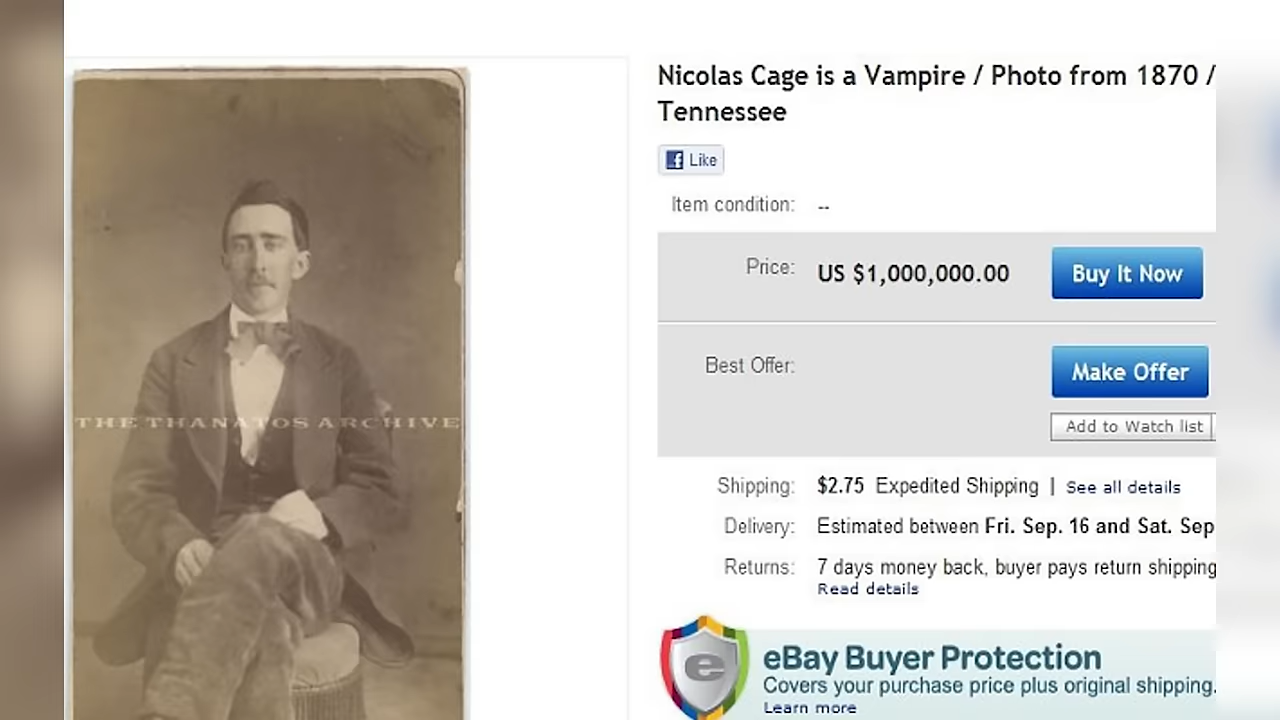 Nicolas Cage is a Vampire / Photo from 1870 /
Tennessee
Like
Item condition: --
Price: US $1,000,000.00 Buy It Now
Best Offer: Make Offer
Add to Watch list
THE THANATOS ARCHIVE
Shipping: $2.75 Expedited Shipping | See all details
Delivery: Estimated between Fri. Sep. 16 and Sat. Sep
Returns: 7 days money back, buyer pays return shipping
Read details
e
eBay Buyer Protection
Covers your purchase price plus original shipping.
Learn more